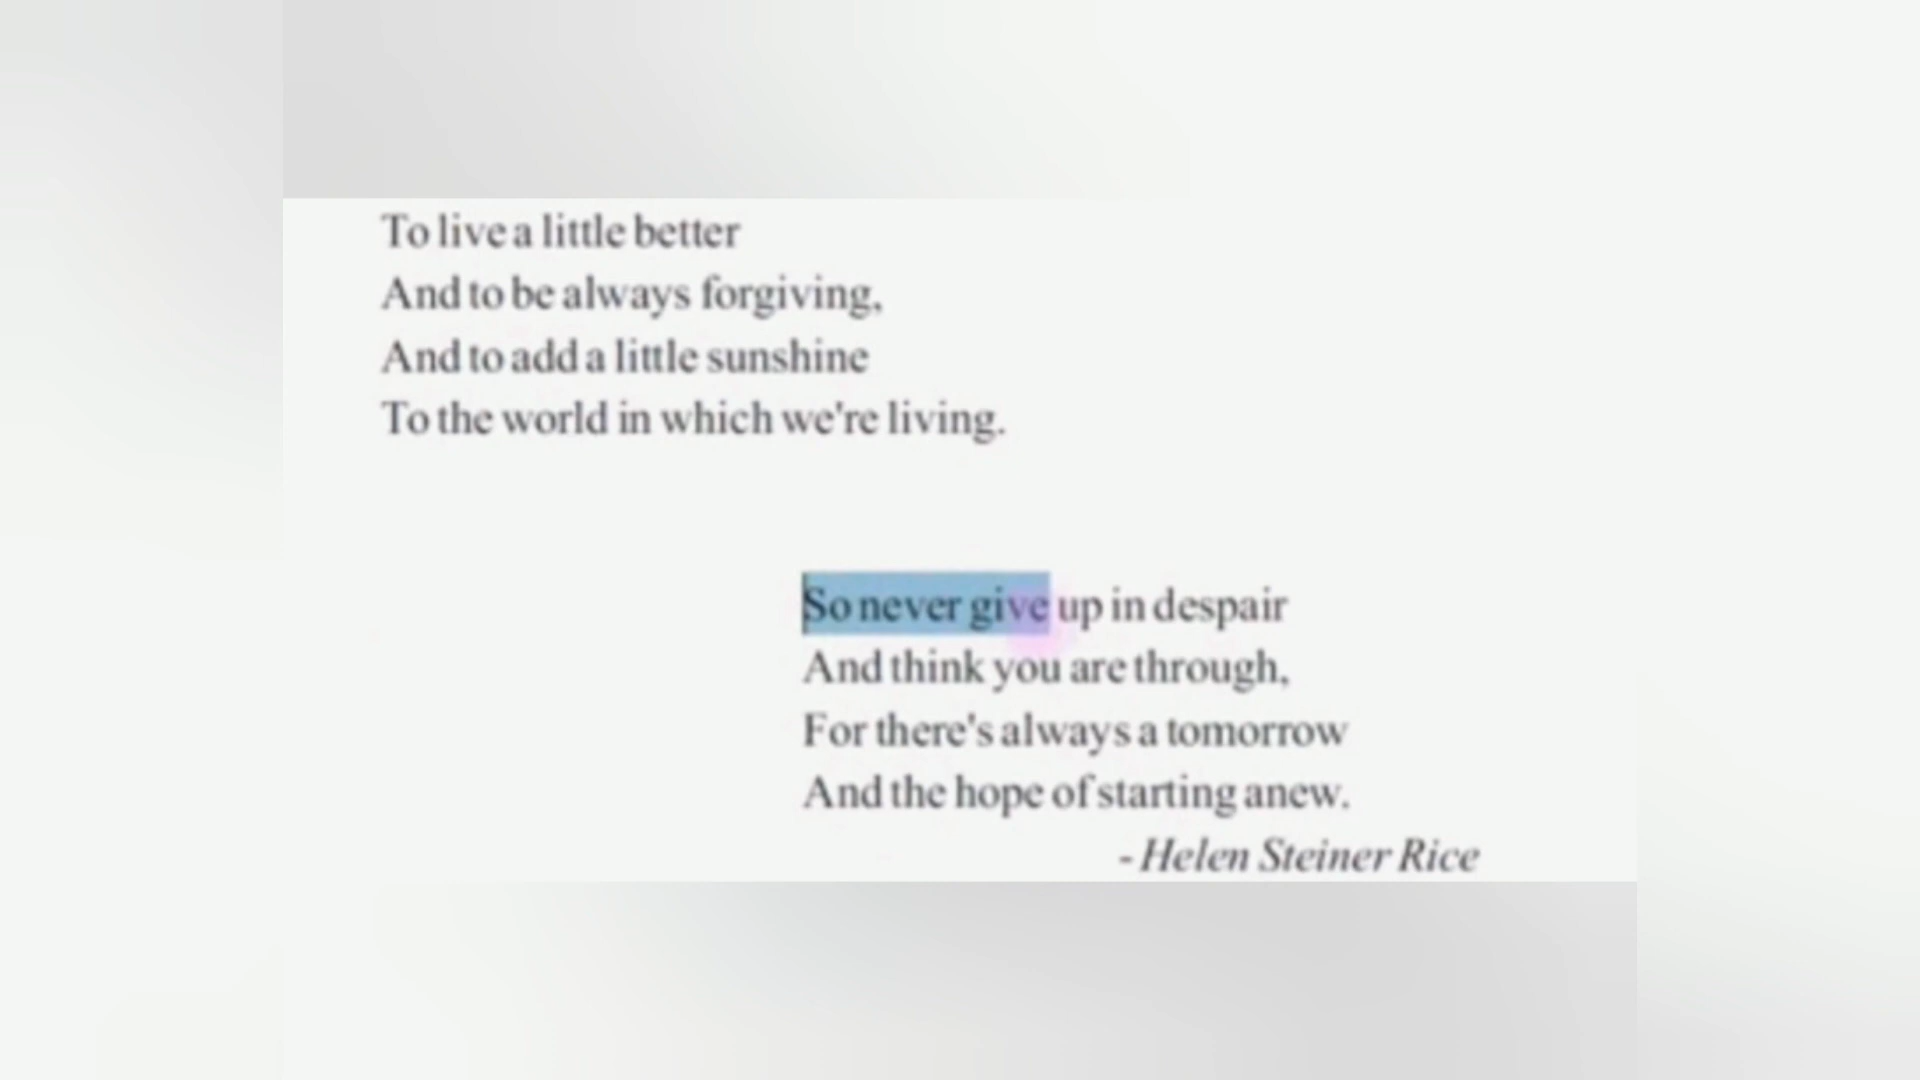 To live a little better
And to be always forgiving,
And to add a little sunshine
To the world in which we're living.
So never give up in despair
And think you are through,
For there's always a tomorrow
And the hope of starting anew.
- Helen Steiner Rice